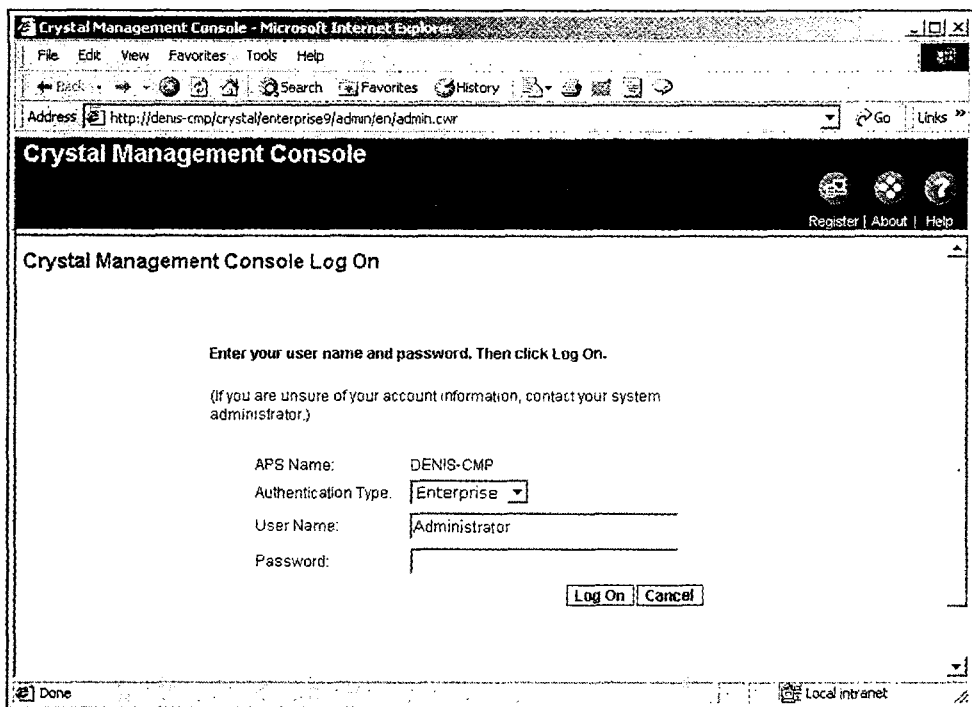 Crystal Management Console - Microsoft Internet Explorer
File Edit View Favorites Tools Help
Back Search Favorites History
Address http://denis-cmp/crystal/enterprise9/admin/en/admin.cwr Go Links »
Crystal Management Console
Register | About | Help
Crystal Management Console Log On
Enter your user name and password. Then click Log On.
(If you are unsure of your account information, contact your system
administrator.)
APS Name: DENIS-CMP
Authentication Type: Enterprise
User Name: Administrator
Password:
Log On Cancel
Done Local intranet